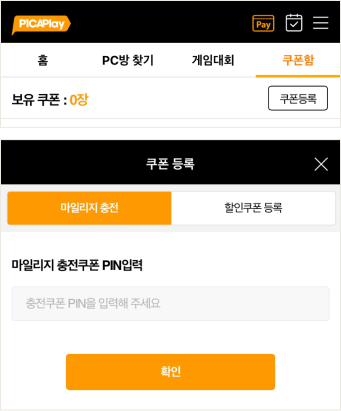 PICAPlay
Pay
홈 PC방 찾기 게임대회 쿠폰함
보유 쿠폰 : 0장 쿠폰등록
쿠폰 등록
마일리지 충전 할인쿠폰 등록
마일리지 충전쿠폰 PIN입력
충전쿠폰 PIN을 입력해 주세요
확인